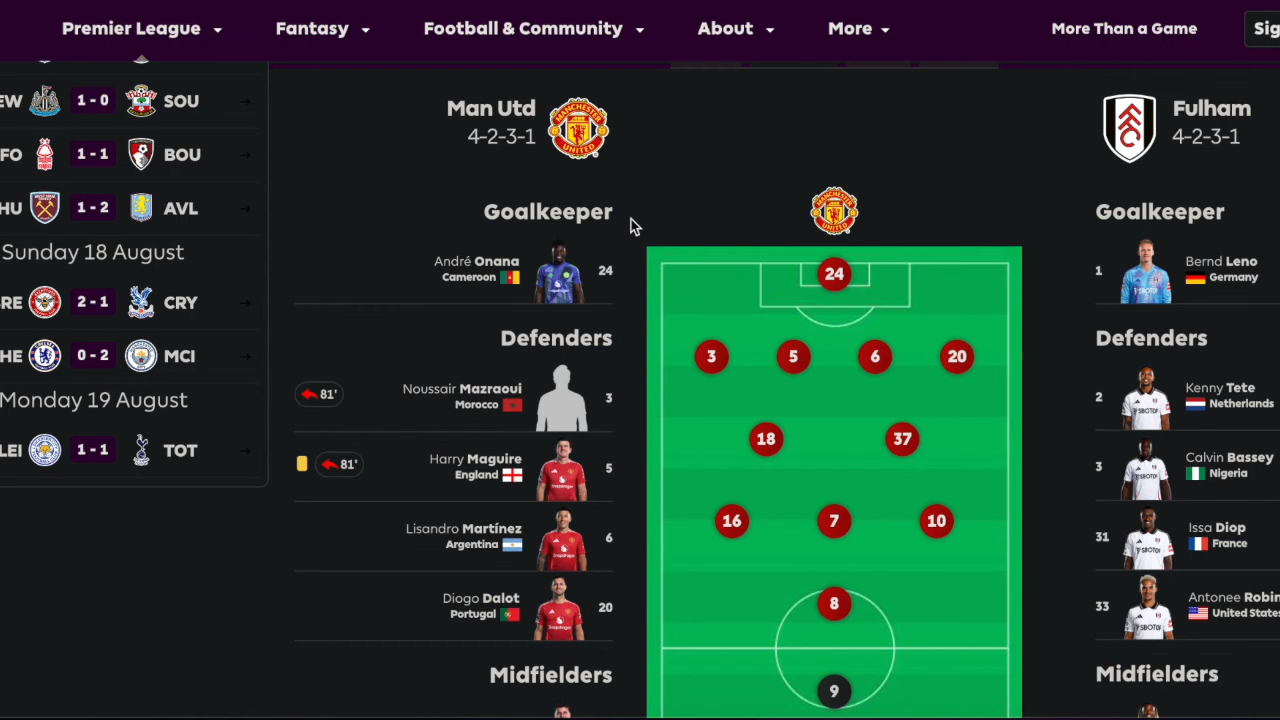 Premier League Fantasy Football & Community About More More Than a Game Sig
EW 1 - 0 SOU
FO 1 - 1 BOU
HU 1 - 2 AVL
Sunday 18 August
BRE 2 - 1 CRY
HE 0 - 2 MCI
Monday 19 August
LEI 1 - 1 TOT
Man Utd
4-2-3-1
Goalkeeper
André Onana
Cameroon
24
Defenders
81'
Noussair Mazraoui
Morocco
3
81'
Harry Maguire
England
5
Lisandro Martínez
Argentina
6
Diogo Dalot
Portugal
20
Midfielders
24
3 5 6 20
18 37
16 7 10
8
9
Fulham
4-2-3-1
Goalkeeper
1
Bernd Leno
Germany
Defenders
2
Kenny Tete
Netherlands
3
Calvin Bassey
Nigeria
31
Issa Diop
France
33
Antonee Robin
United States
Midfielders